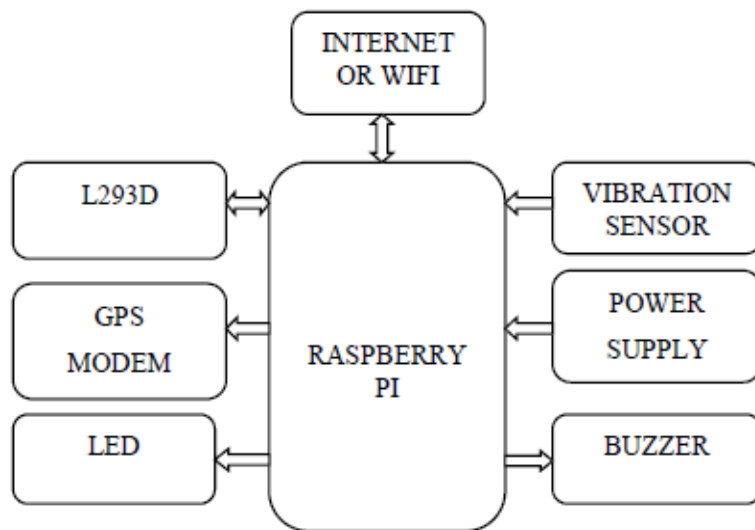 INTERNET
OR WIFI
L293D
VIBRATION
SENSOR
GPS
MODEM
POWER
SUPPLY
RASPBERRY
PI
LED
BUZZER